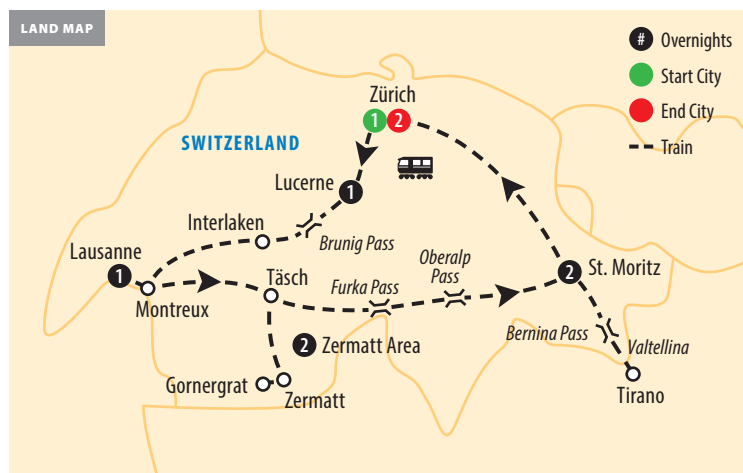 LAND MAP
# Overnights
Start City
End City
Train
Zürich
1 2
SWITZERLAND
Lucerne
1
Interlaken
Brunig Pass
Lausanne
1
Montreux
Täsch
Furka Pass
Oberalp
Pass
2 St. Moritz
Bernina Pass
Valtellina
Tirano
2 Zermatt Area
Gornergrat
Zermatt